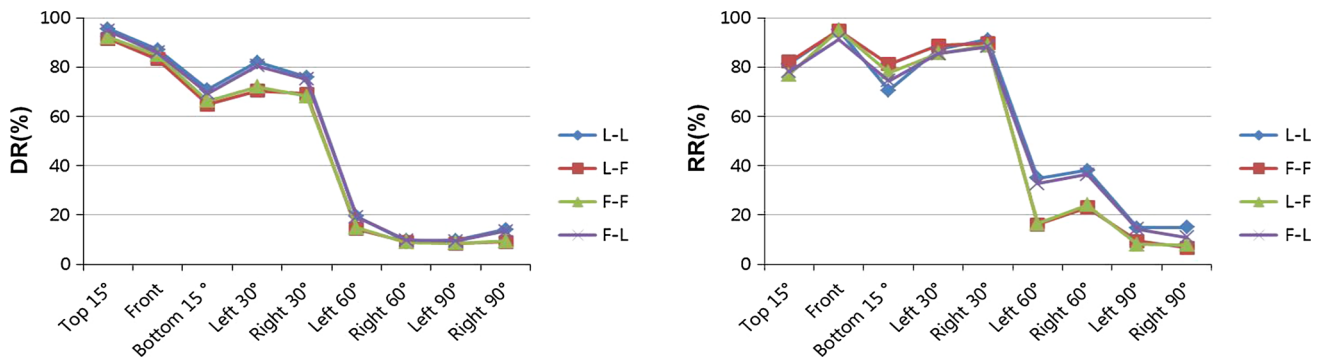 DR(%)
100
80
60
40
20
0
Top 15°
Front
Bottom 15 °
Left 30°
Right 30°
Left 60°
Right 60°
Left 90°
Right 90°
L-L
L-F
F-F
F-L
RR(%)
100
80
60
40
20
0
Top 15°
Front
Bottom 15 °
Left 30°
Right 30°
Left 60°
Right 60°
Left 90°
Right 90°
L-L
F-F
L-F
F-L